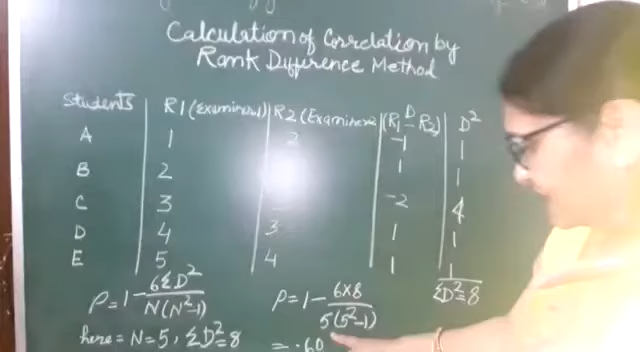 Calculation of Correlation by
Rank Difference Method
Students R1 (Examiner1) R2 (Examiner2) D (R1 - R2) D²
A 1 2 -1 1
B 2 1 1
C 3 -2 4
D 4 3 1 1
E 5 4 1 1
ΣD²=8
ρ=1-6ΣD²/N(N²-1) ρ=1-6×8/5(5²-1)
here = N=5, ΣD²=8 = .60